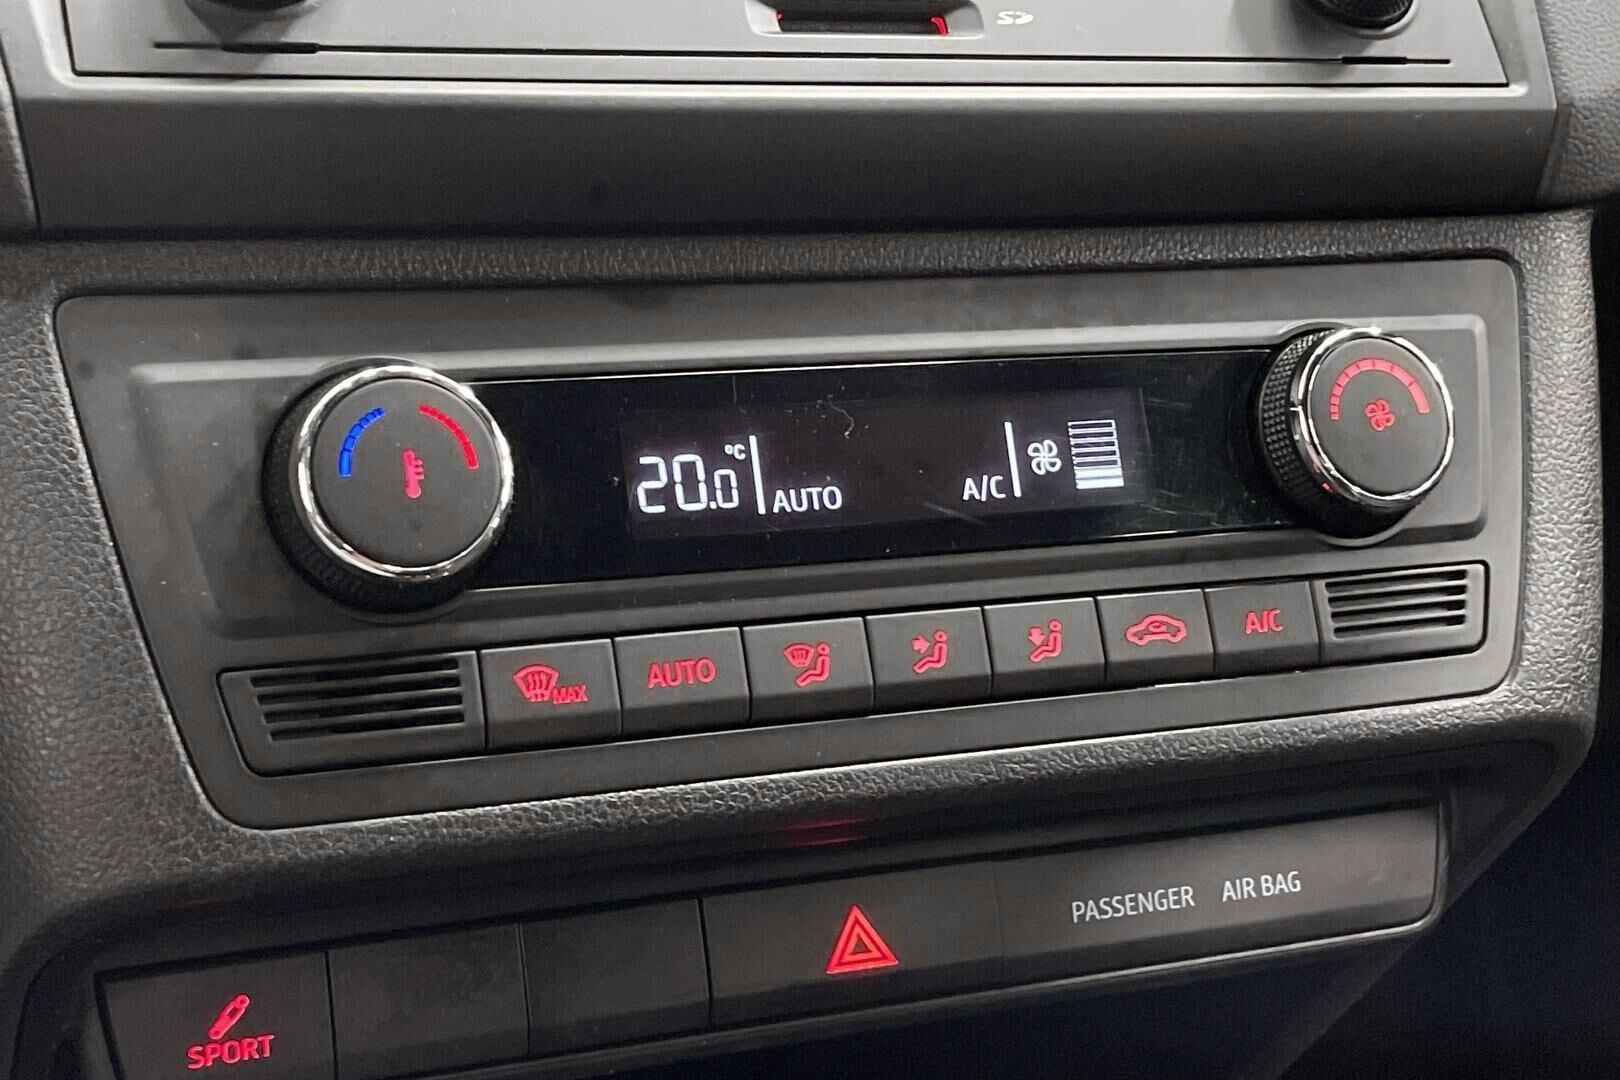 SD
20.0°C
AUTO
A/C
MAX
AUTO
A/C
PASSENGER AIR BAG
SPORT